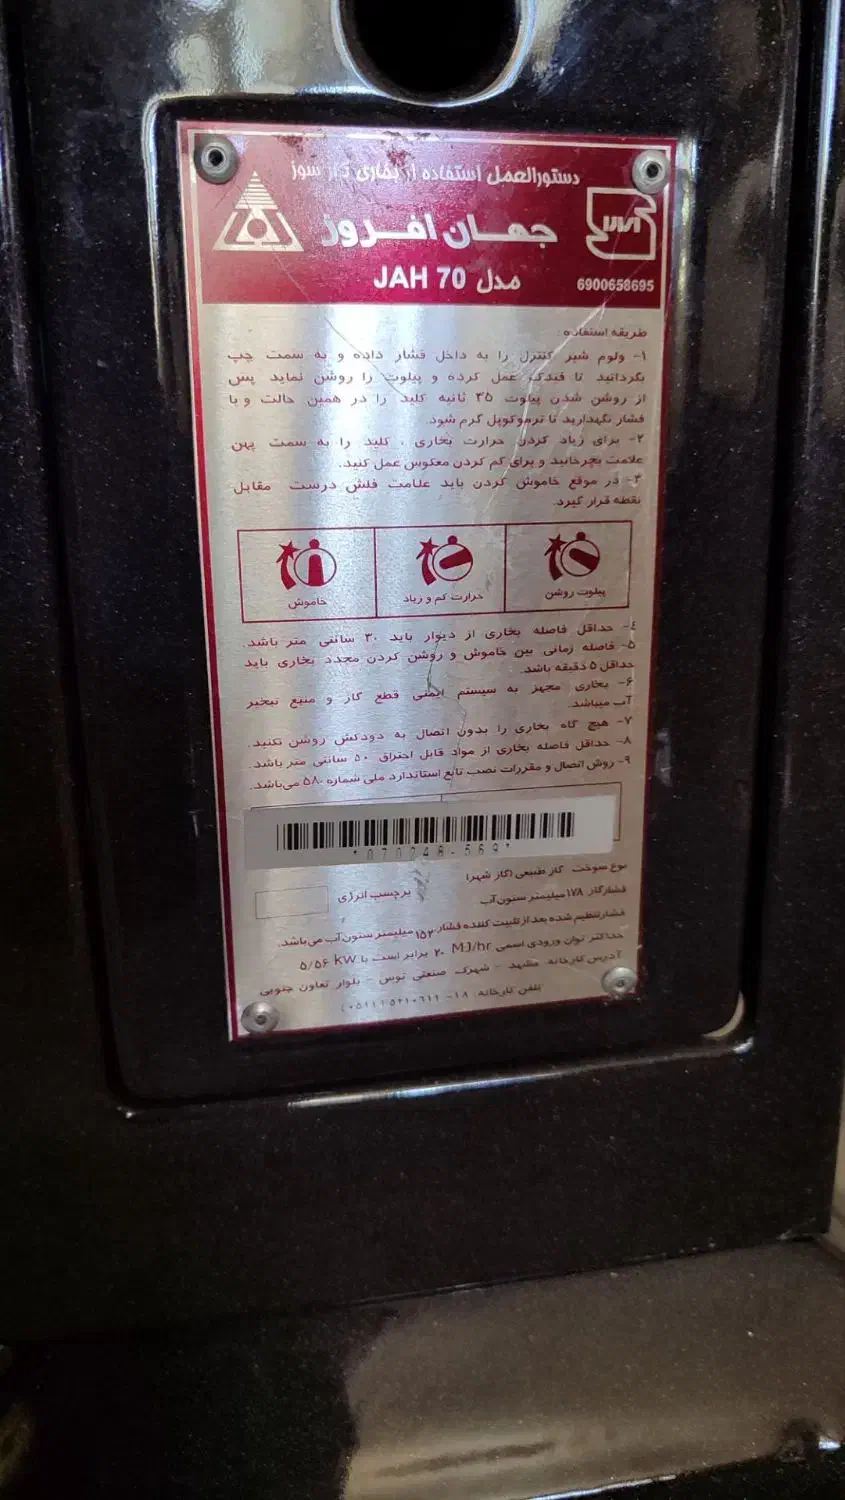 دستورالعمل استفاده از بخاری گاز سوز
جهان افروز
مدل JAH 70
6900658695
طریقه استفاده:
۱- ولوم شیر کنترل را به داخل فشار داده و به سمت چپ
بگردانید تا فندک عمل کرده و پیلوت را روشن نماید پس
از روشن شدن پیلوت ۲۵ ثانیه کلید را در همین حالت و با
فشار نگهدارید تا ترموکوپل گرم شود.
۲- برای زیاد کردن حرارت بخاری ، کلید را به سمت پهن
علامت بچرخانید و برای کم کردن معکوس عمل کنید.
۳- در موقع خاموش کردن باید علامت فلش درست مقابل
نقطه قرار گیرد.
پیلوت روشن
حرارت کم و زیاد
خاموش
٤- حداقل فاصله بخاری از دیوار باید ۳۰ سانتی متر باشد.
۵- فاصله زمانی بین خاموش و روشن کردن مجدد بخاری باید
حداقل ۵ دقیقه باشد.
۶- بخاری مجهز به سیستم ایمنی قطع گاز و منبع تبخیر
آب میباشد.
۷- هیچ گاه بخاری را بدون اتصال به دودکش روشن نکنید.
۸- حداقل فاصله بخاری از مواد قابل احتراق ۵۰ سانتی متر باشد.
۹- روش اتصال و مقررات نصب تابع استاندارد ملی شماره ۵۸۰ می‌باشد.
*070248-569*
نوع سوخت گاز طبیعی (گاز شهر)
فشار گاز ۱۷۸ میلیمتر ستون آب
برچسب انرژی
فشار تنظیم شده بعد از تثبیت کننده فشار ۱۵۲ میلیمتر ستون آب می‌باشد.
حداکثر توان ورودی اسمی ۲۰ MJ/hr برابر است با ۵/۵۶ kW
آدرس کارخانه: مشهد - شهرک صنعتی توس - بلوار تعاون جنوبی
تلفن کارخانه: ۱۸-